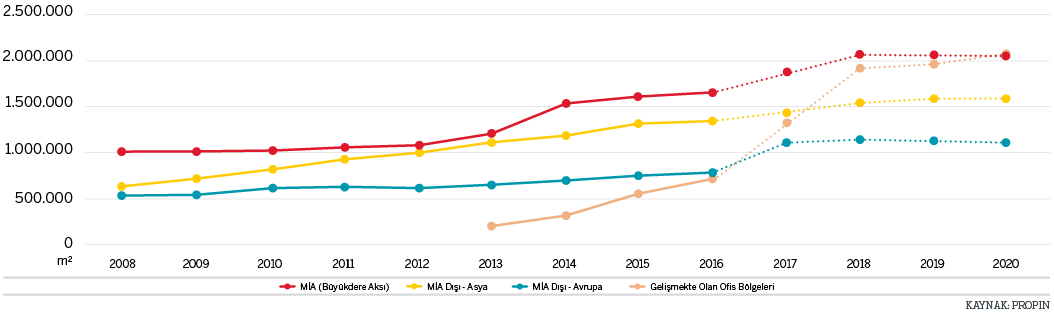 2.500.000
2.000.000
1.500.000
1.000.000
500.000
0
m²
2008 2009 2010 2011 2012 2013 2014 2015 2016 2017 2018 2019 2020
MİA (Büyükdere Aksı) MİA Dışı - Asya MİA Dışı - Avrupa Gelişmekte Olan Ofis Bölgeleri
KAYNAK: PROPIN